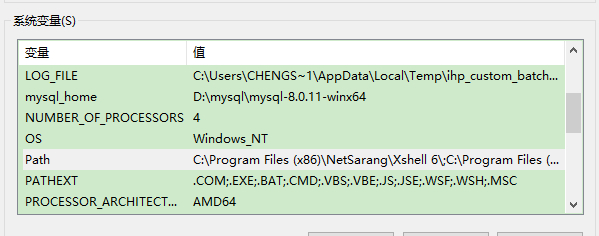 系统变量(S)
变量 值
LOG_FILE C:\Users\CHENGS~1\AppData\Local\Temp\ihp_custom_batch...
mysql_home D:\mysql\mysql-8.0.11-winx64
NUMBER_OF_PROCESSORS 4
OS Windows_NT
Path C:\Program Files (x86)\NetSarang\Xshell 6\;C:\Program Files (...
PATHEXT .COM;.EXE;.BAT;.CMD;.VBS;.VBE;.JS;.JSE;.WSF;.WSH;.MSC
PROCESSOR_ARCHITECT... AMD64